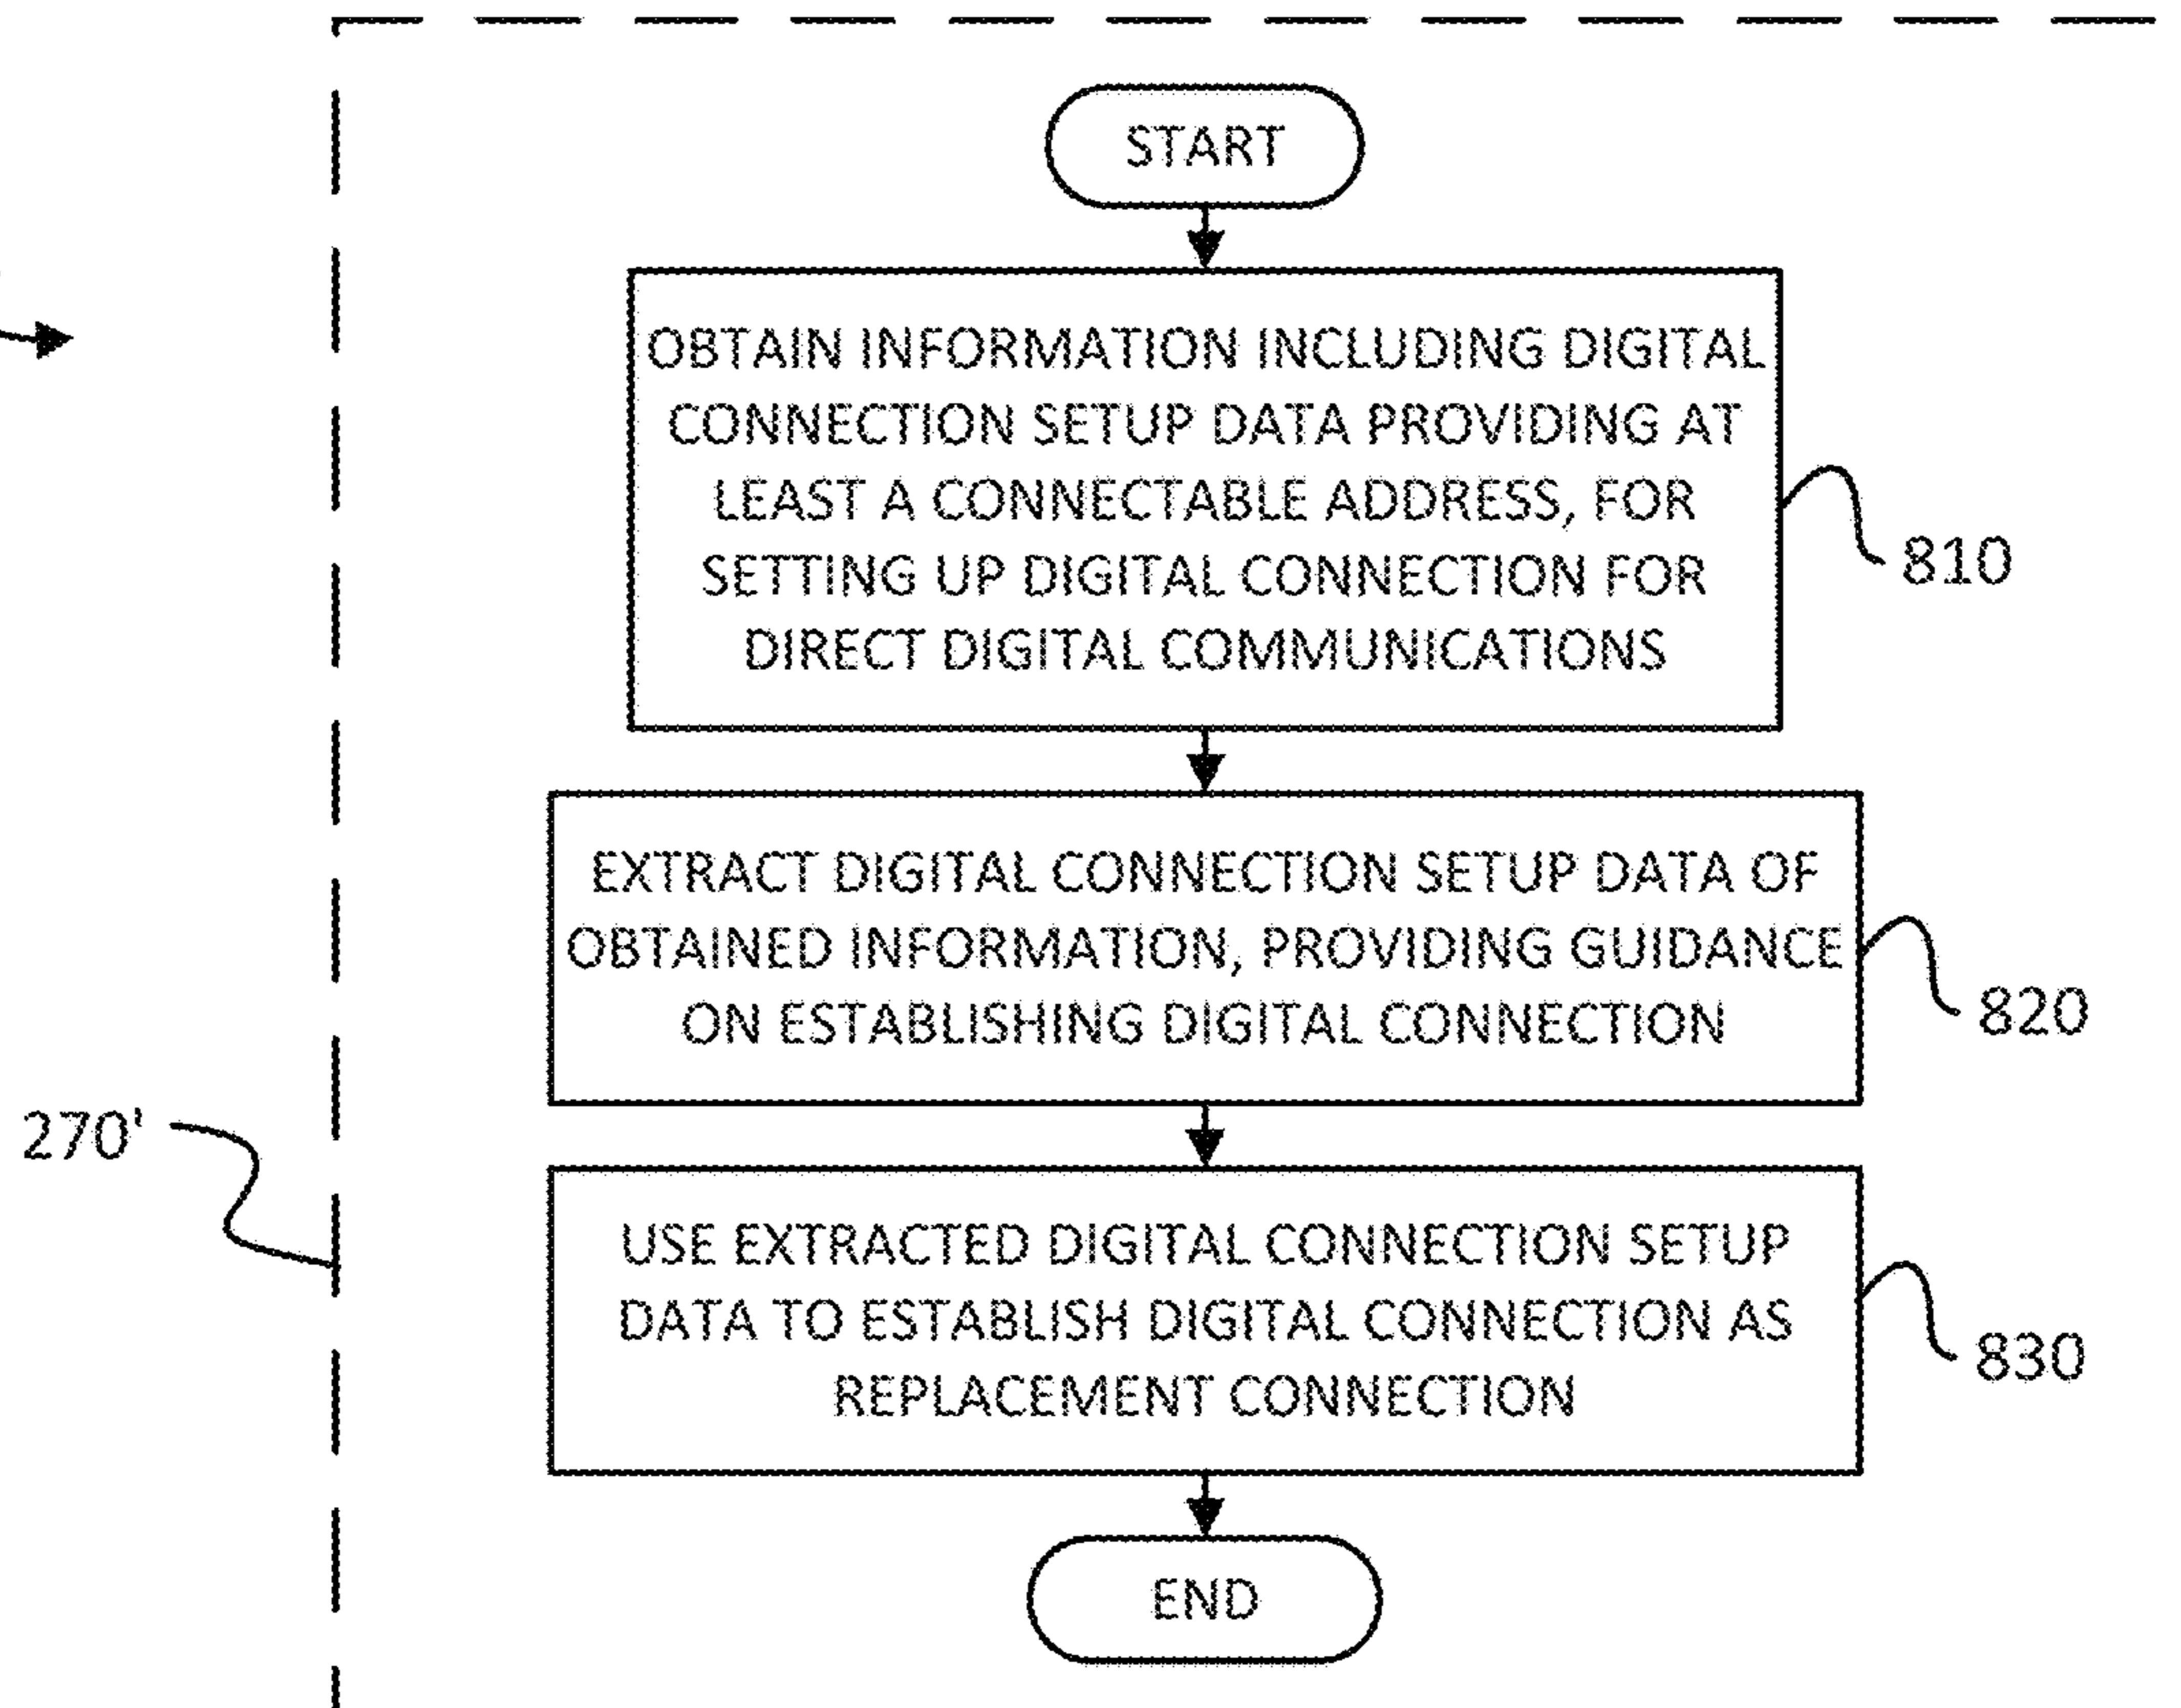 START
OBTAIN INFORMATION INCLUDING DIGITAL
CONNECTION SETUP DATA PROVIDING AT
LEAST A CONNECTABLE ADDRESS, FOR
SETTING UP DIGITAL CONNECTION FOR
DIRECT DIGITAL COMMUNICATIONS
810
EXTRACT DIGITAL CONNECTION SETUP DATA OF
OBTAINED INFORMATION, PROVIDING GUIDANCE
ON ESTABLISHING DIGITAL CONNECTION
820
270'
USE EXTRACTED DIGITAL CONNECTION SETUP
DATA TO ESTABLISH DIGITAL CONNECTION AS
REPLACEMENT CONNECTION
830
END